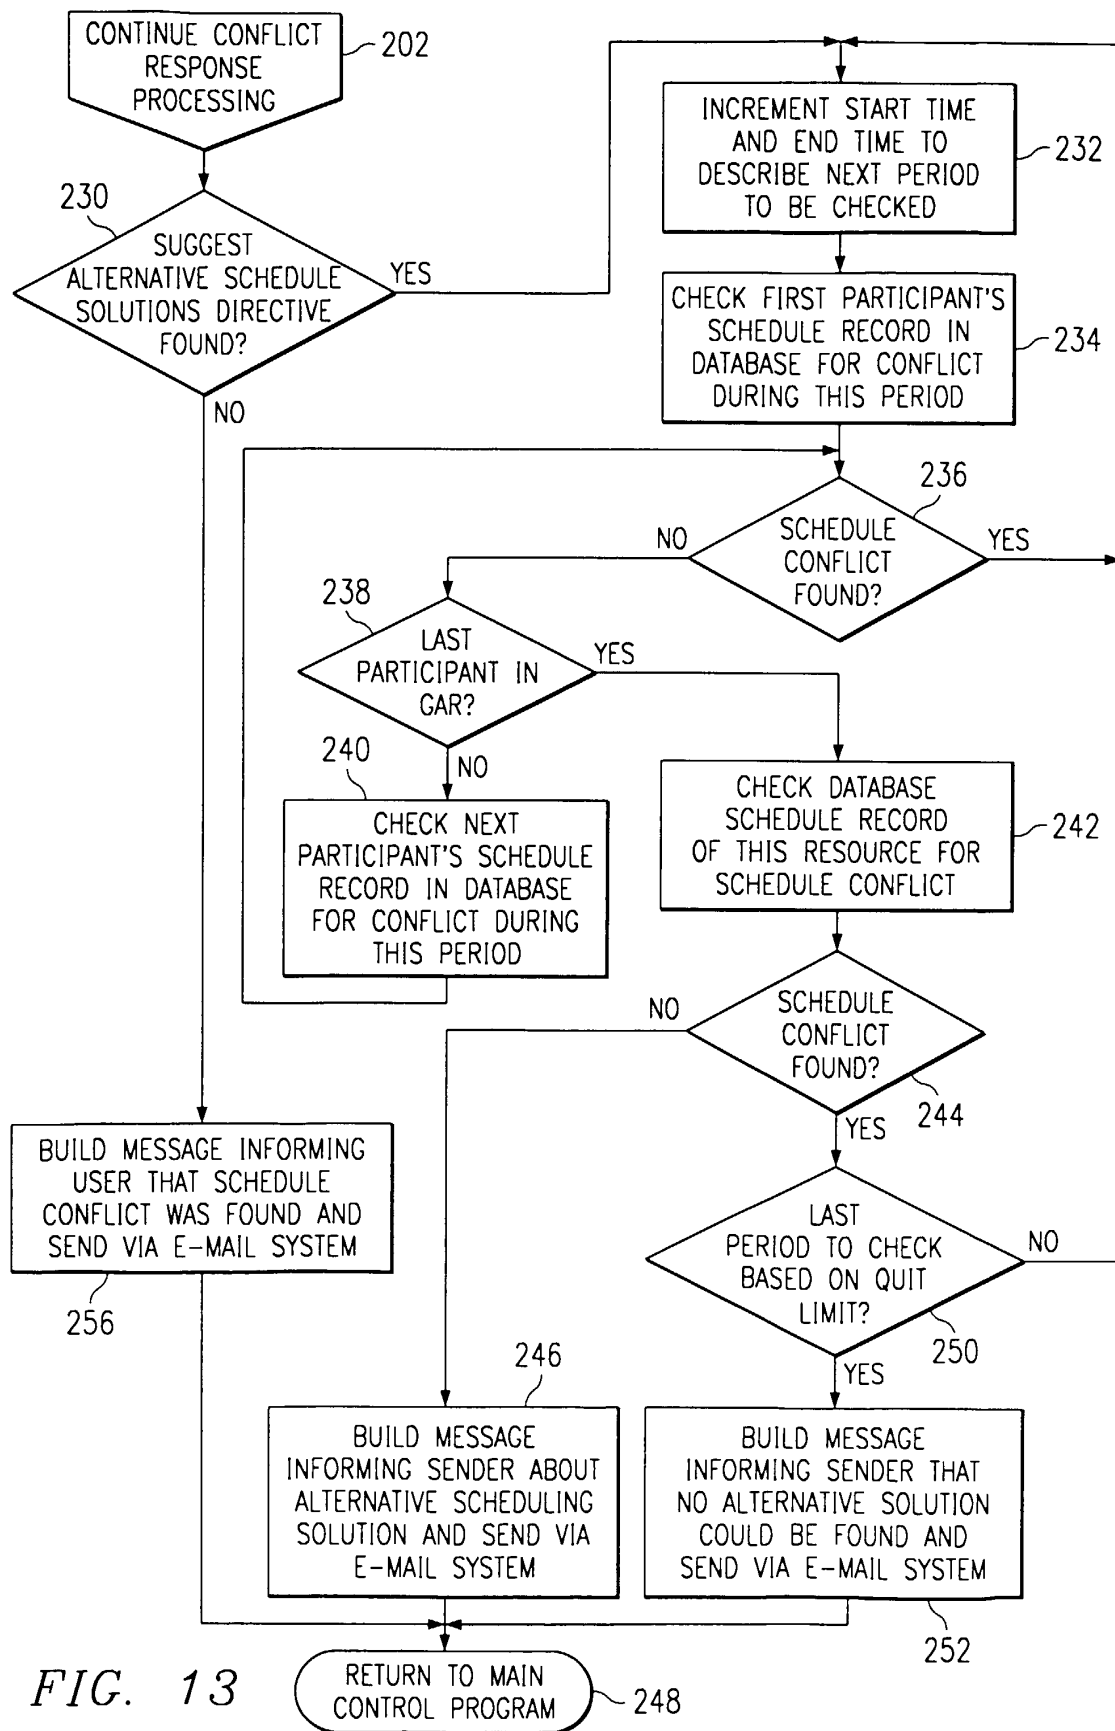 CONTINUE CONFLICT
RESPONSE
PROCESSING
202
230
SUGGEST
ALTERNATIVE SCHEDULE
SOLUTIONS DIRECTIVE
FOUND?
YES
NO
INCREMENT START TIME
AND END TIME TO
DESCRIBE NEXT PERIOD
TO BE CHECKED
232
CHECK FIRST PARTICIPANT'S
SCHEDULE RECORD IN
DATABASE FOR CONFLICT
DURING THIS PERIOD
234
236
SCHEDULE
CONFLICT
FOUND?
NO
YES
238
LAST
PARTICIPANT IN
GAR?
YES
NO
240
CHECK NEXT
PARTICIPANT'S SCHEDULE
RECORD IN DATABASE
FOR CONFLICT DURING
THIS PERIOD
CHECK DATABASE
SCHEDULE RECORD
OF THIS RESOURCE FOR
SCHEDULE CONFLICT
242
SCHEDULE
CONFLICT
FOUND?
NO
244
YES
BUILD MESSAGE INFORMING
USER THAT SCHEDULE
CONFLICT WAS FOUND AND
SEND VIA E-MAIL SYSTEM
256
LAST
PERIOD TO CHECK
BASED ON QUIT
LIMIT?
NO
250
YES
246
BUILD MESSAGE
INFORMING SENDER ABOUT
ALTERNATIVE SCHEDULING
SOLUTION AND SEND VIA
E-MAIL SYSTEM
BUILD MESSAGE
INFORMING SENDER THAT
NO ALTERNATIVE SOLUTION
COULD BE FOUND AND
SEND VIA E-MAIL SYSTEM
252
RETURN TO MAIN
CONTROL PROGRAM
248
FIG. 13